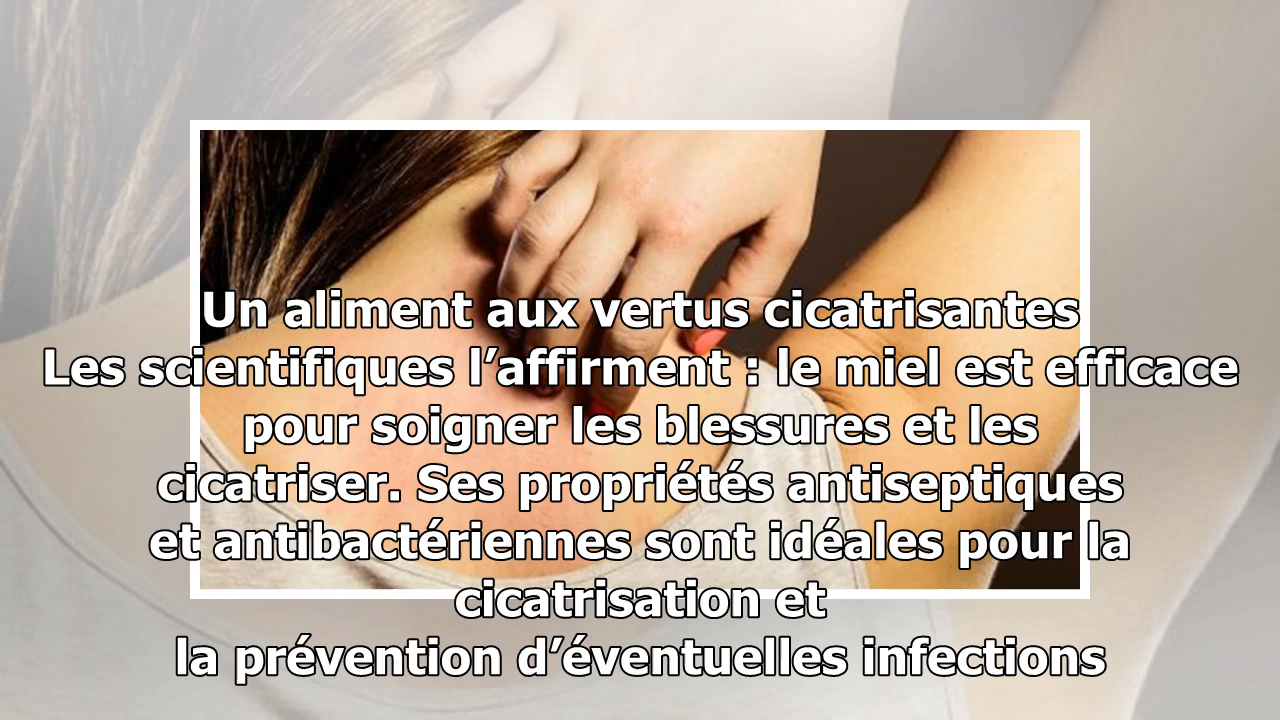 Un aliment aux vertus cicatrisantes
Les scientifiques l’affirment : le miel est efficace
pour soigner les blessures et les
cicatriser. Ses propriétés antiseptiques
et antibactériennes sont idéales pour la
cicatrisation et
la prévention d’éventuelles infections